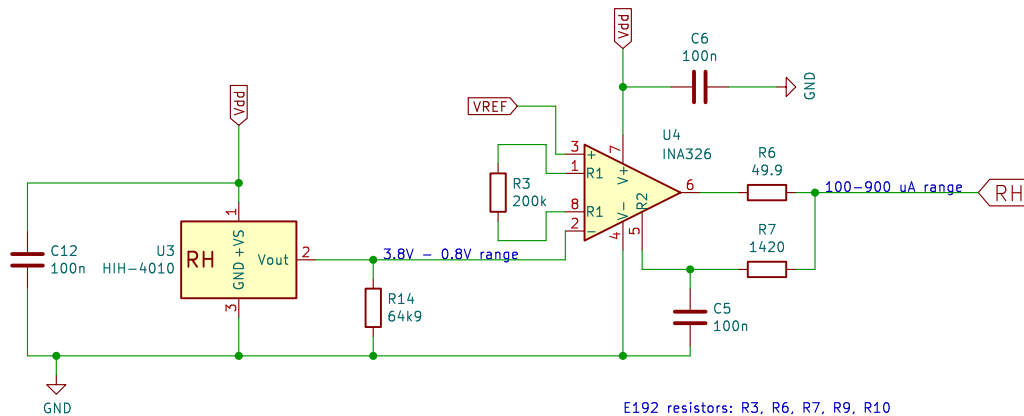 Vdd
C6
100n
GND
Vdd
VREF
U4
INA326
3
+
7
V+
1
R1
R3
200k
8
R1
2
-
V-
4
R2
5
6
R6
49.9
100-900 uA range
RH
R7
1420
C5
100n
C12
100n
U3
HIH-4010
RH
1
+VS
GND
3
Vout
2
3.8V - 0.8V range
R14
64k9
GND
E192 resistors: R3, R6, R7, R9, R10